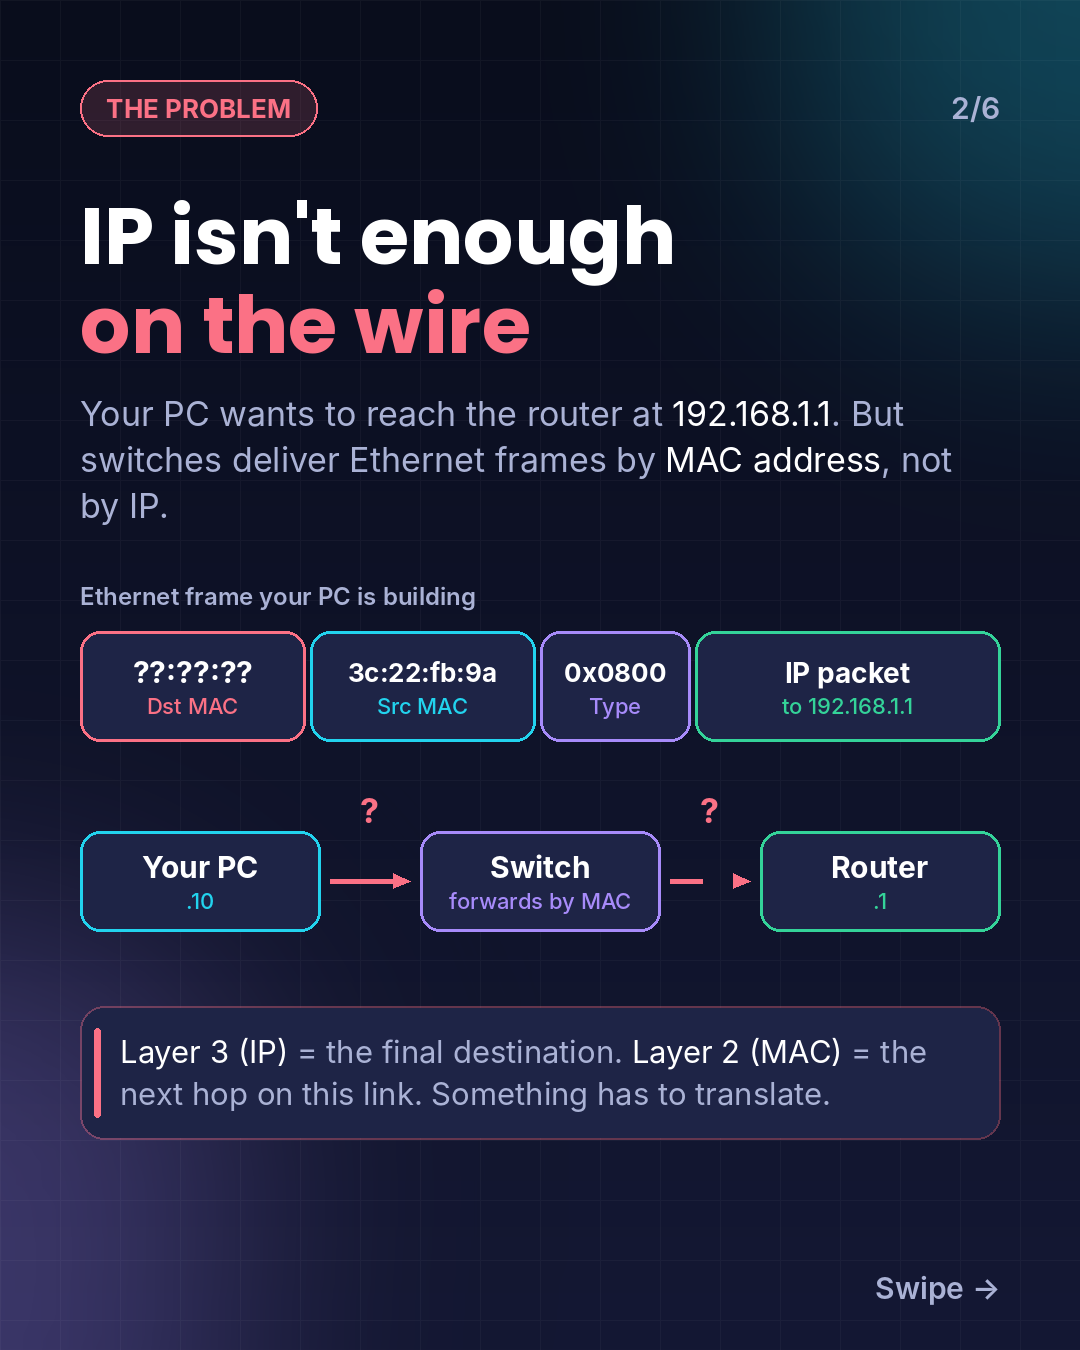 THE PROBLEM
2/6
IP isn't enough
on the wire
Your PC wants to reach the router at 192.168.1.1. But
switches deliver Ethernet frames by MAC address, not
by IP.
Ethernet frame your PC is building
??:??:??
Dst MAC
3c:22:fb:9a
Src MAC
0x0800
Type
IP packet
to 192.168.1.1
?
?
Your PC
.10
Switch
forwards by MAC
Router
.1
Layer 3 (IP) = the final destination. Layer 2 (MAC) = the
next hop on this link. Something has to translate.
Swipe →